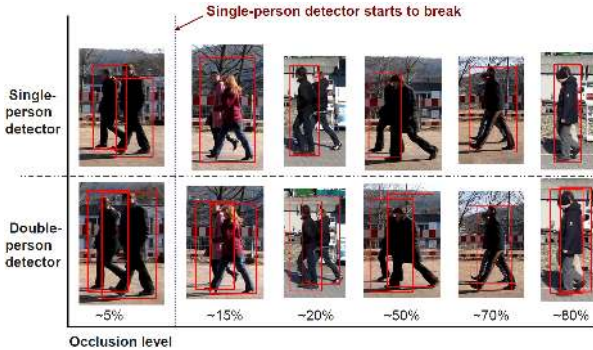 Single-person detector starts to break
Single-
person
detector
Double-
person
detector
~5% ~15% ~20% ~50% ~70% ~80%
Occlusion level